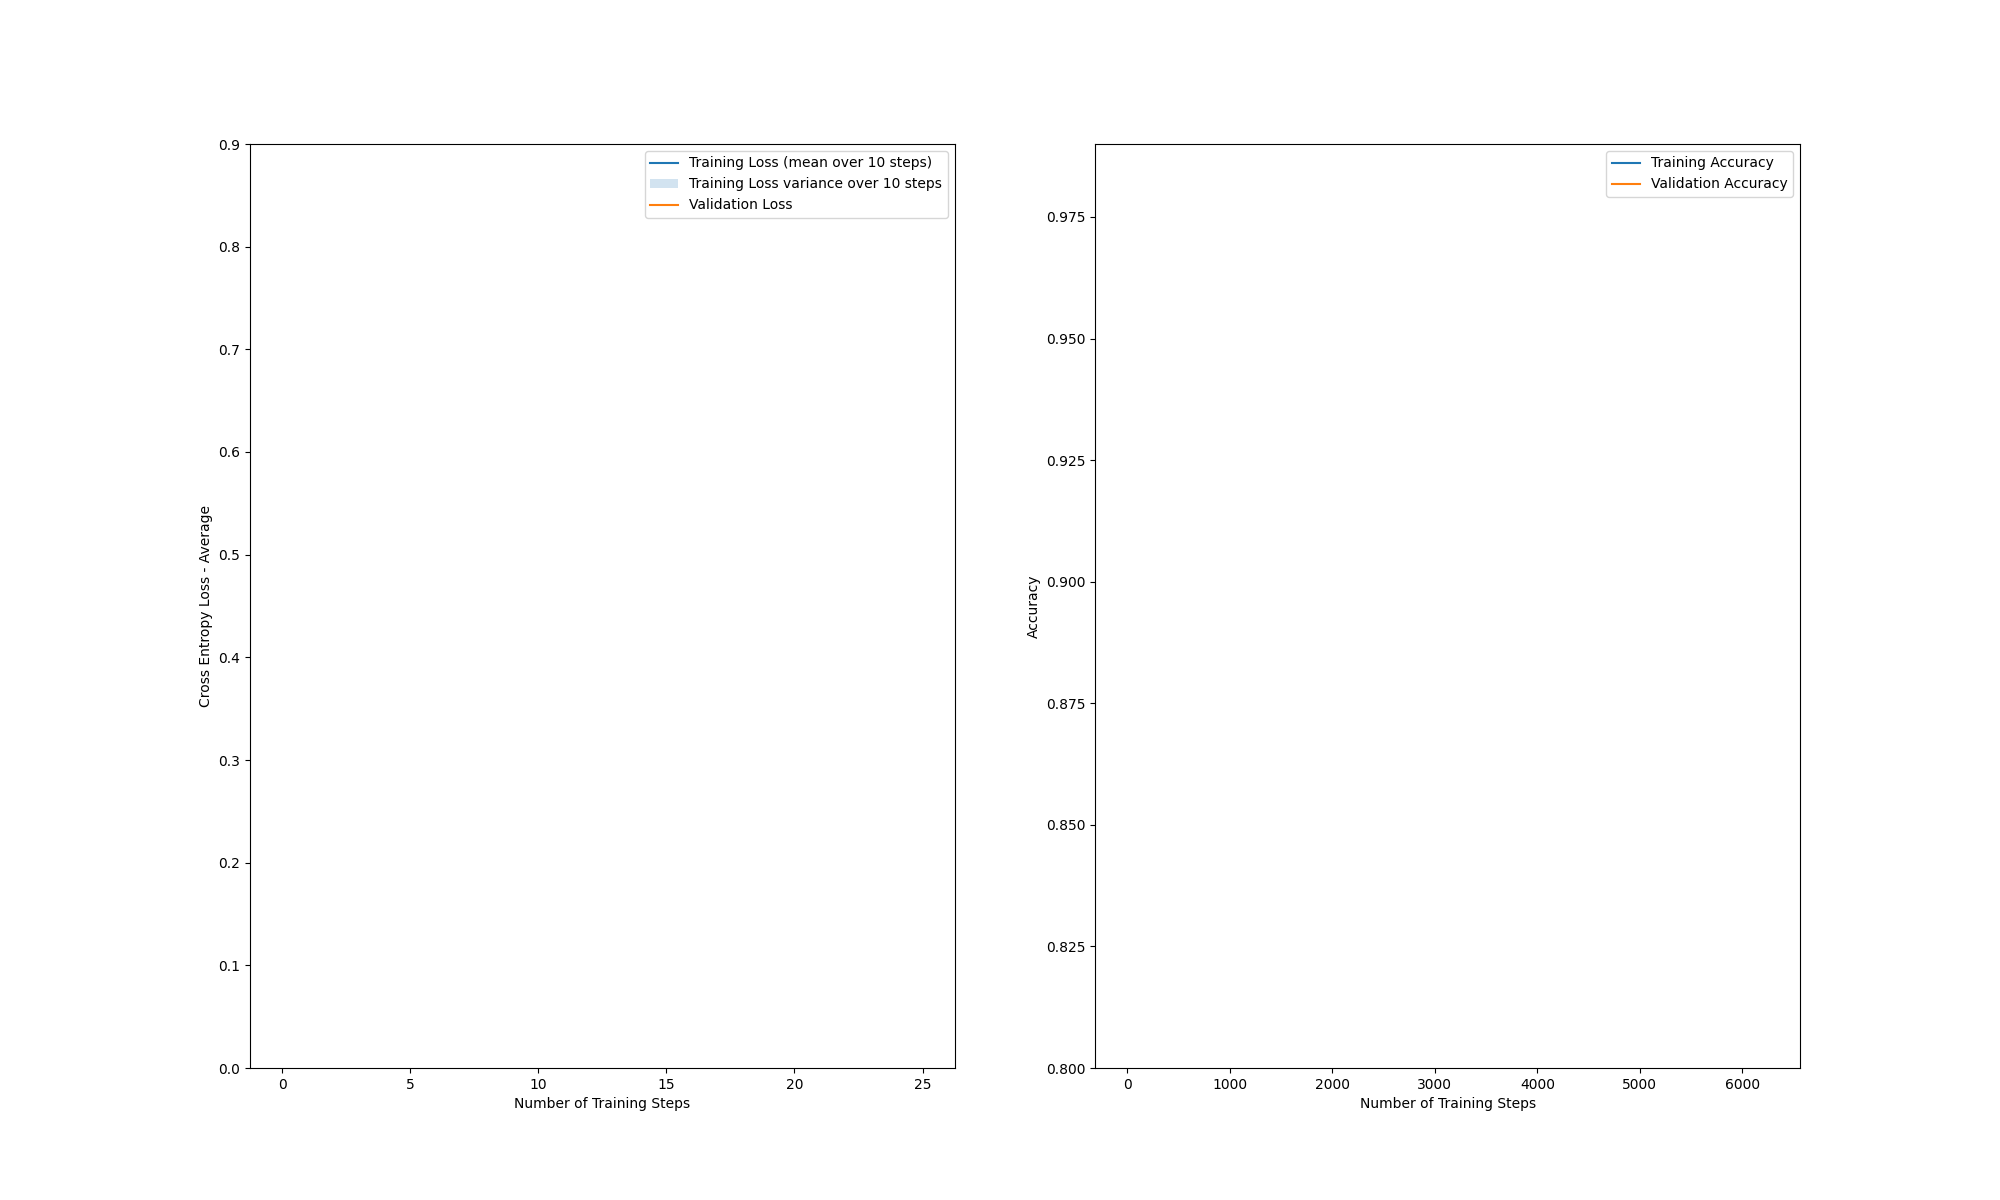 Training Loss (mean over 10 steps)
Training Loss variance over 10 steps
Validation Loss
0.9
0.8
0.7
0.6
0.5
0.4
0.3
0.2
0.1
0.0
Cross Entropy Loss - Average
0 5 10 15 20 25
Number of Training Steps
Training Accuracy
Validation Accuracy
0.975
0.950
0.925
0.900
0.875
0.850
0.825
0.800
Accuracy
0 1000 2000 3000 4000 5000 6000
Number of Training Steps